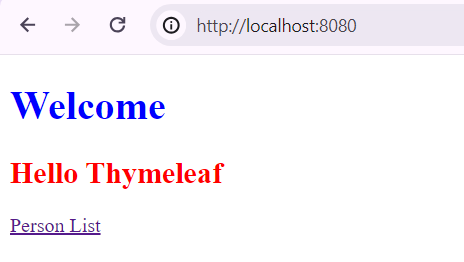 http://localhost:8080
Welcome
Hello Thymeleaf
Person List